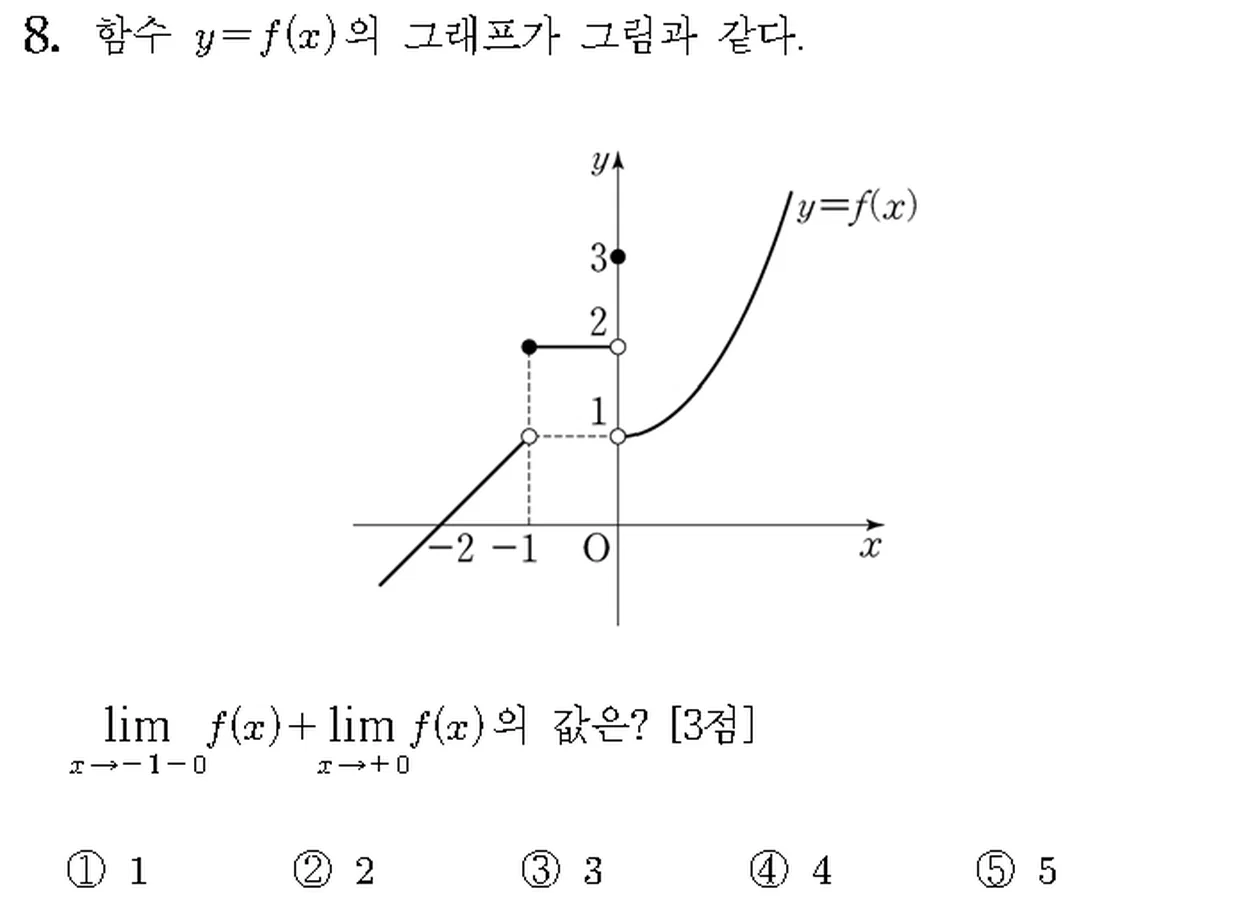 8. 함수 y=f(x)의 그래프가 그림과 같다.
y
y=f(x)
3
2
1
-2 -1 O x
lim f(x)+lim f(x)의 값은? [3점]
x→-1-0 x→+0
① 1 ② 2 ③ 3 ④ 4 ⑤ 5